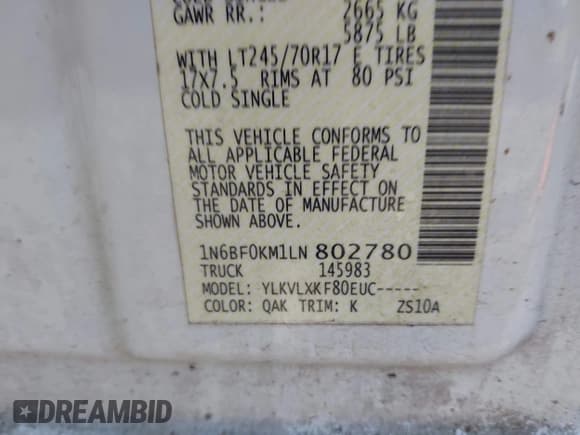 GAWR RR.: 2665 KG
5875 LB
WITH LT245/70R17 E TIRES
17X7.5 RIMS AT 80 PSI
COLD SINGLE
THIS VEHICLE CONFORMS TO
ALL APPLICABLE FEDERAL
MOTOR VEHICLE SAFETY
STANDARDS IN EFFECT ON
THE DATE OF MANUFACTURE
SHOWN ABOVE.
1N6BF0KM1LN 802780
TRUCK 145983
MODEL: YLKVLXKF80EUC-----
COLOR: QAK TRIM: K ZS10A
DREAMBID